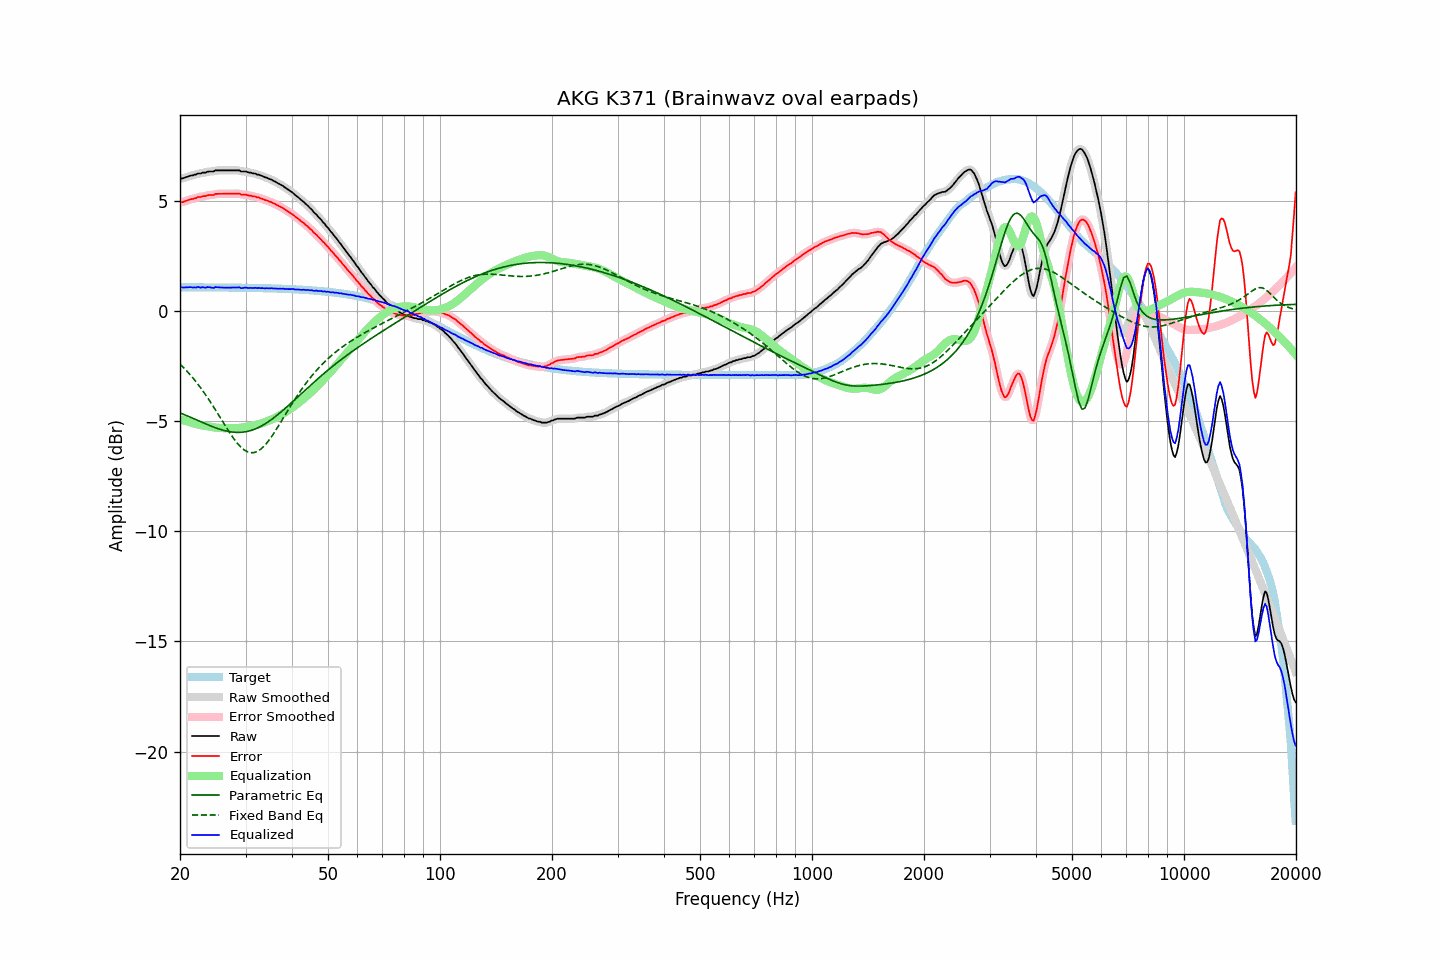 AKG K371 (Brainwavz oval earpads)
5
0
−5
−10
−15
−20
Amplitude (dBr)
Target
Raw Smoothed
Error Smoothed
Raw
Error
Equalization
Parametric Eq
Fixed Band Eq
Equalized
20 50 100 200 500 1000 2000 5000 10000 20000
Frequency (Hz)